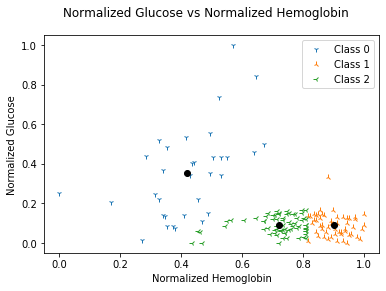 Normalized Glucose vs Normalized Hemoglobin
1.0
0.8
0.6
0.4
0.2
0.0
Normalized Glucose
Class 0
Class 1
Class 2
0.0 0.2 0.4 0.6 0.8 1.0
Normalized Hemoglobin